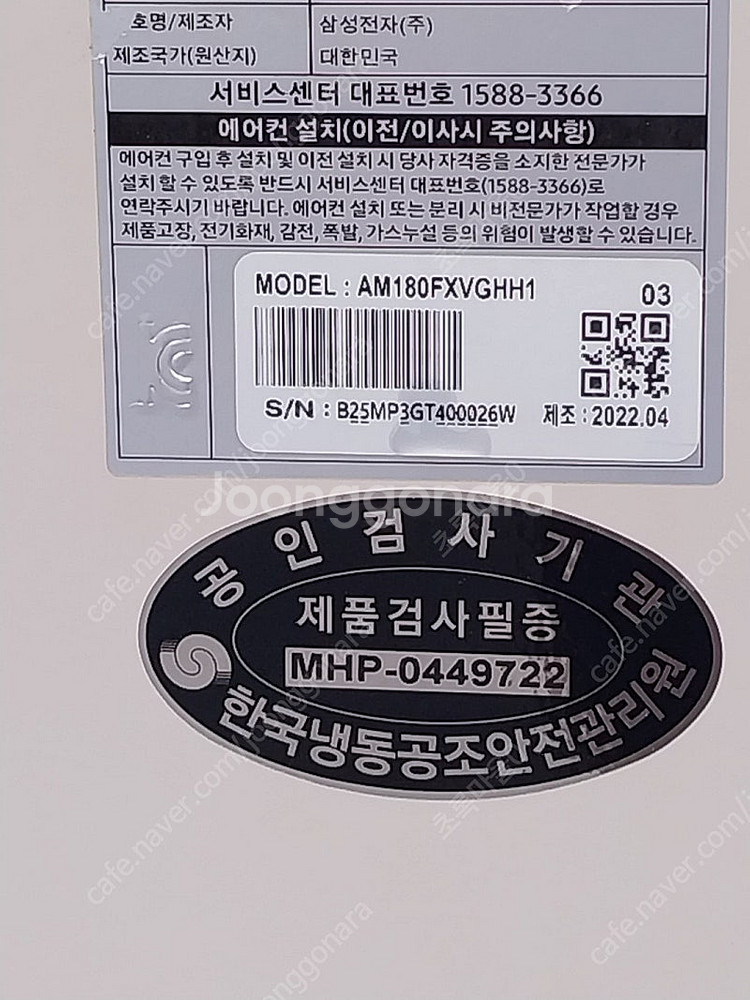 호명/제조자 삼성전자(주)
제조국가(원산지) 대한민국
서비스센터 대표번호 1588-3366
에어컨 설치(이전/이사시 주의사항)
에어컨 구입 후 설치 및 이전 설치 시 당사 자격증을 소지한 전문가가
설치 할 수 있도록 반드시 서비스센터 대표번호(1588-3366)로
연락주시기 바랍니다. 에어컨 설치 또는 분리 시 비전문가가 작업할 경우
제품고장, 전기화재, 감전, 폭발, 가스누설 등의 위험이 발생할 수 있습니다.
MODEL : AM180FXVGHH1 03
S/N : B25MP3GT400026W 제조 : 2022.04
Joonggonara
공인검사기관
제품검사필증
MHP-0449722
한국냉동공조안전관리원
cafe.naver.com/joonggonara